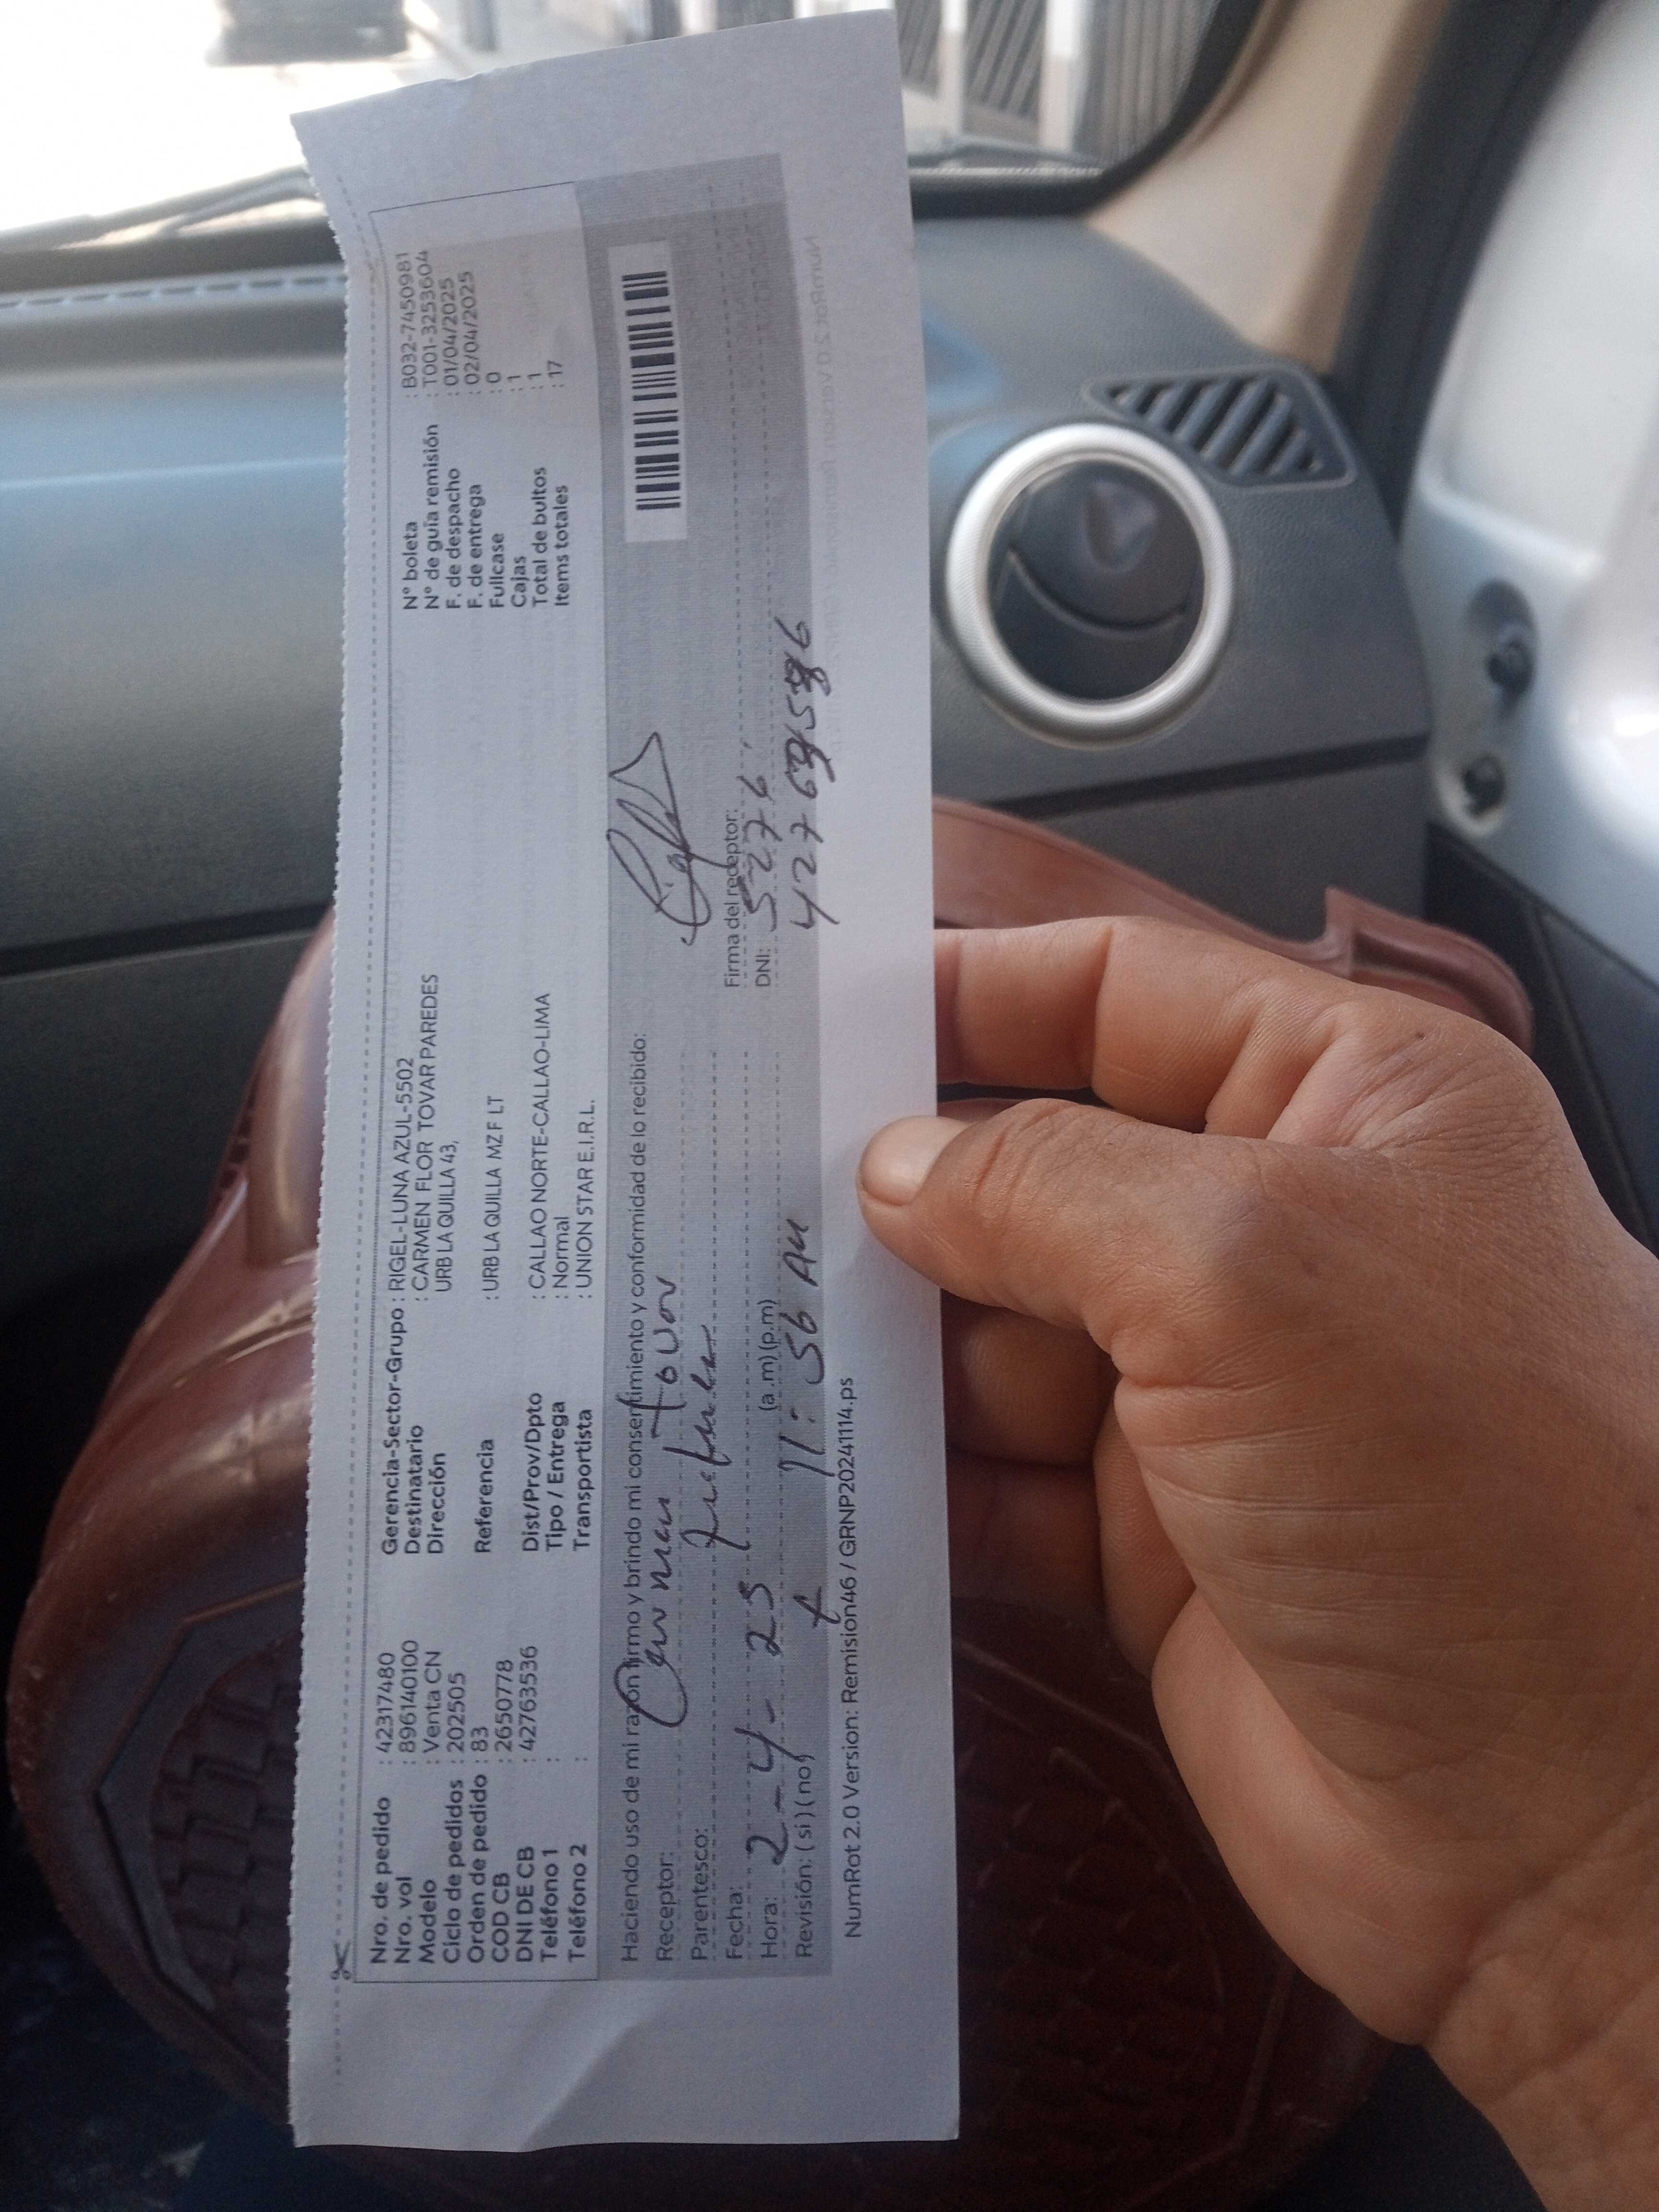 Nro. de pedido : 42317480
Nro. vol : 896140100
Modelo : Venta CN
Ciclo de pedidos : 202505
Orden de pedido : 83
COD CB : 2650778
DNI DE CB : 42763536
Teléfono 1 :
Teléfono 2 :
Gerencia-Sector-Grupo : RIGEL-LUNA AZUL-5502
Destinatario : CARMEN FLOR TOVAR PAREDES
Dirección URB LA QUILLA 43,
Referencia : URB LA QUILLA MZ F LT
Dist/Prov/Dpto : CALLAO NORTE-CALLAO-LIMA
Tipo / Entrega : Normal
Transportista : UNION STAR E.I.R.L.
N° boleta : B032-7450981
N° de guía remisión : T001-3253604
F. de despacho : 01/04/2025
F. de entrega : 02/04/2025
Fullcase : 0
Cajas : 1
Total de bultos : 1
Items totales : 17
Haciendo uso de mi razón firmo y brindo mi consentimiento y conformidad de lo recibido:
Receptor: Carmen Tovar
Parentesco:
Fecha: 2-4-25
Hora: (a.m) (p.m) 11:56 AM
Revisión: (si) (no)
Firma del receptor:
DNI: 5276
NumRot 2.0 Version: Remision46 / GRNP20241114.ps